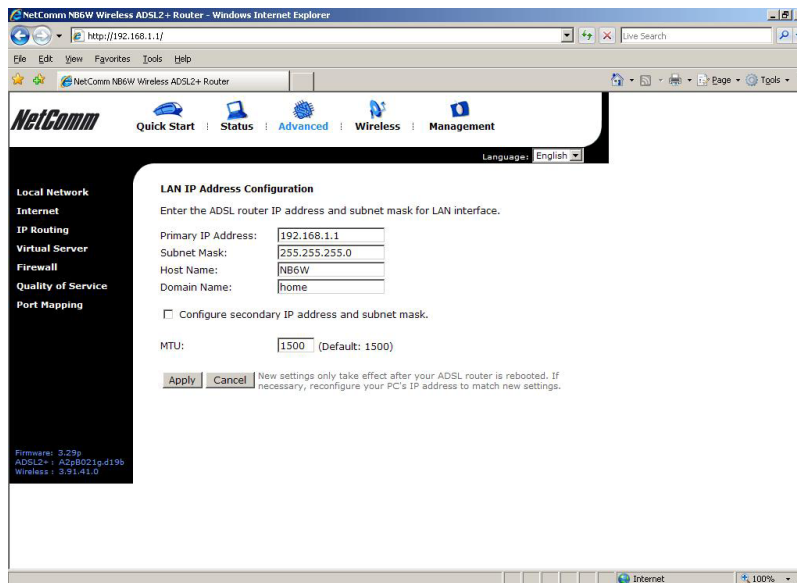 NetComm NB6W Wireless ADSL2+ Router - Windows Internet Explorer
http://192.168.1.1/
Live Search
File Edit View Favorites Tools Help
NetComm NB6W Wireless ADSL2+ Router
Page Tools
NetComm
Quick Start Status Advanced Wireless Management
Language: English
Local Network
Internet
IP Routing
Virtual Server
Firewall
Quality of Service
Port Mapping
LAN IP Address Configuration
Enter the ADSL router IP address and subnet mask for LAN interface.
Primary IP Address: 192.168.1.1
Subnet Mask: 255.255.255.0
Host Name: NB6W
Domain Name: home
Configure secondary IP address and subnet mask.
MTU: 1500 (Default: 1500)
Apply Cancel New settings only take effect after your ADSL router is rebooted. If
necessary, reconfigure your PC's IP address to match new settings.
Firmware: 3.29p
ADSL2+ : A2pB021g.d19b
Wireless : 3.91.41.0
Internet 100%